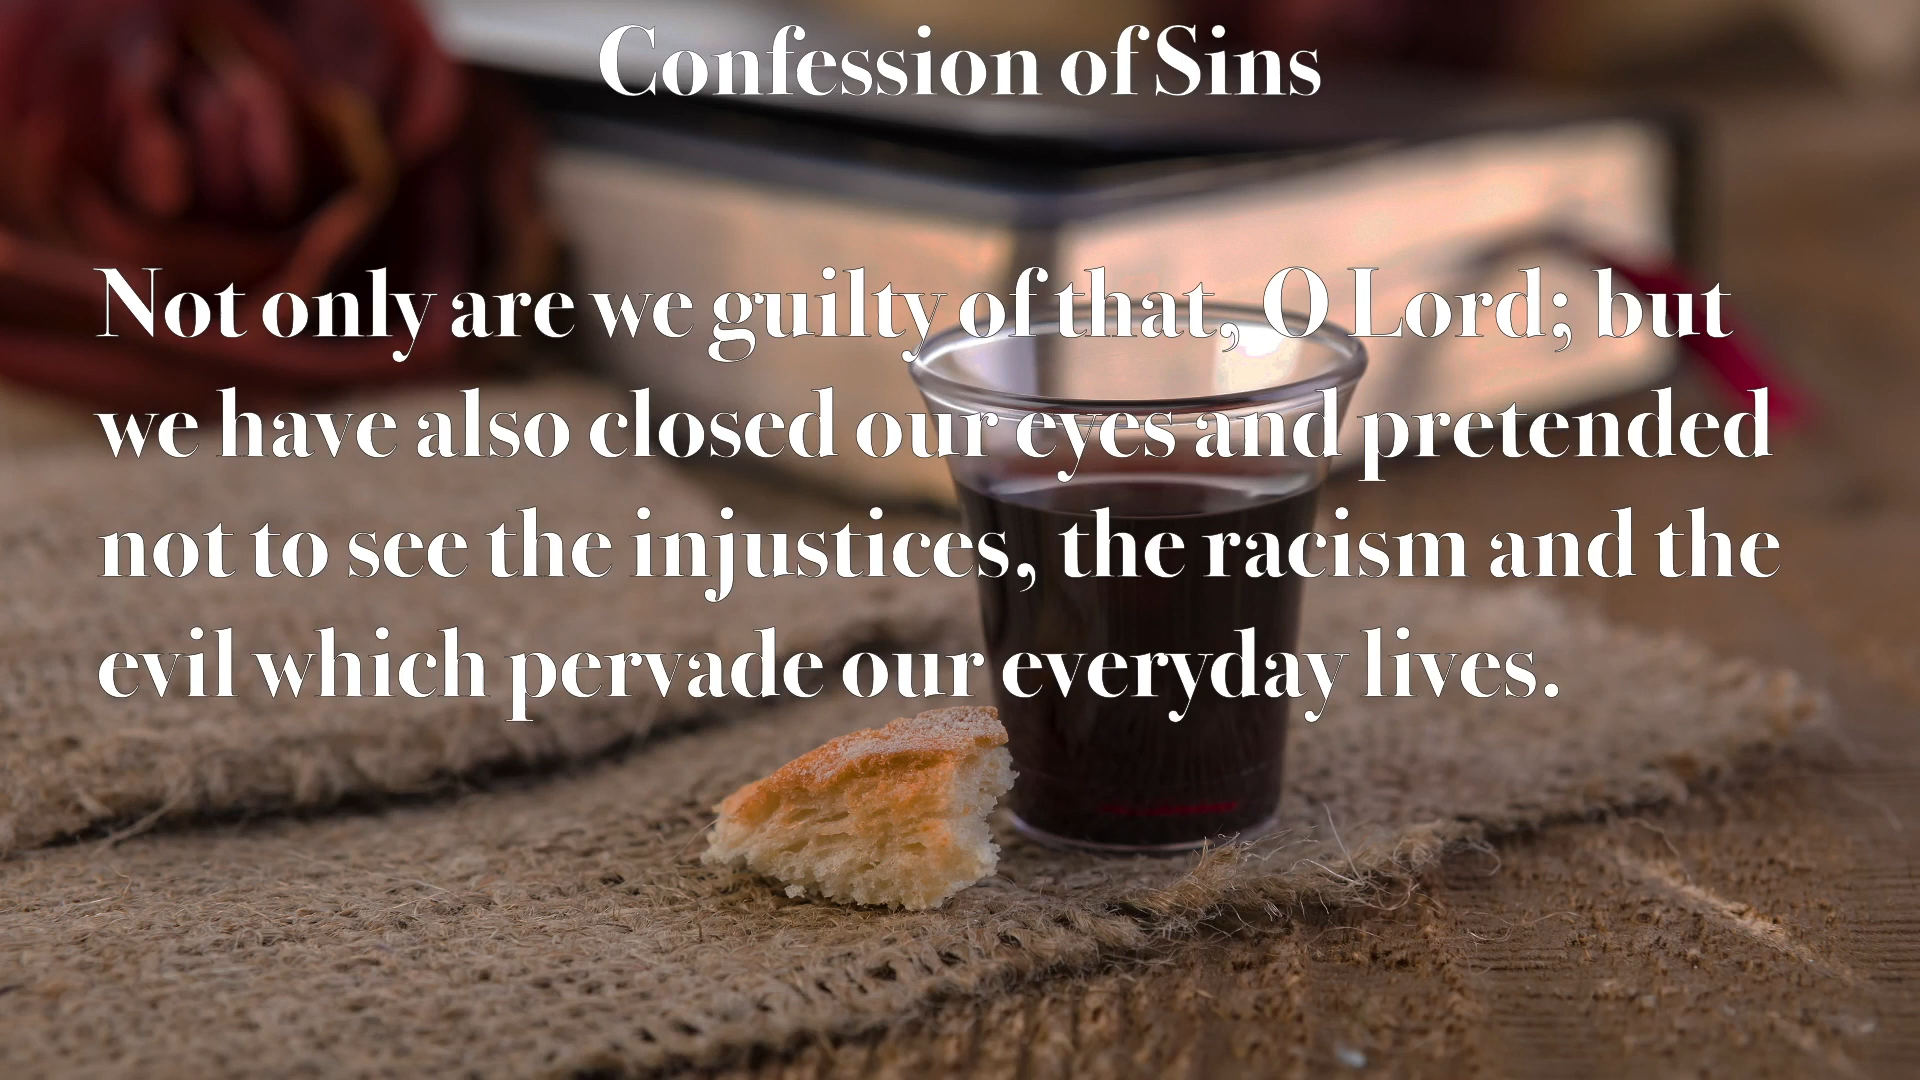 Confession of Sins
Not only are we guilty of that, O Lord; but
we have also closed our eyes and pretended
not to see the injustices, the racism and the
evil which pervade our everyday lives.